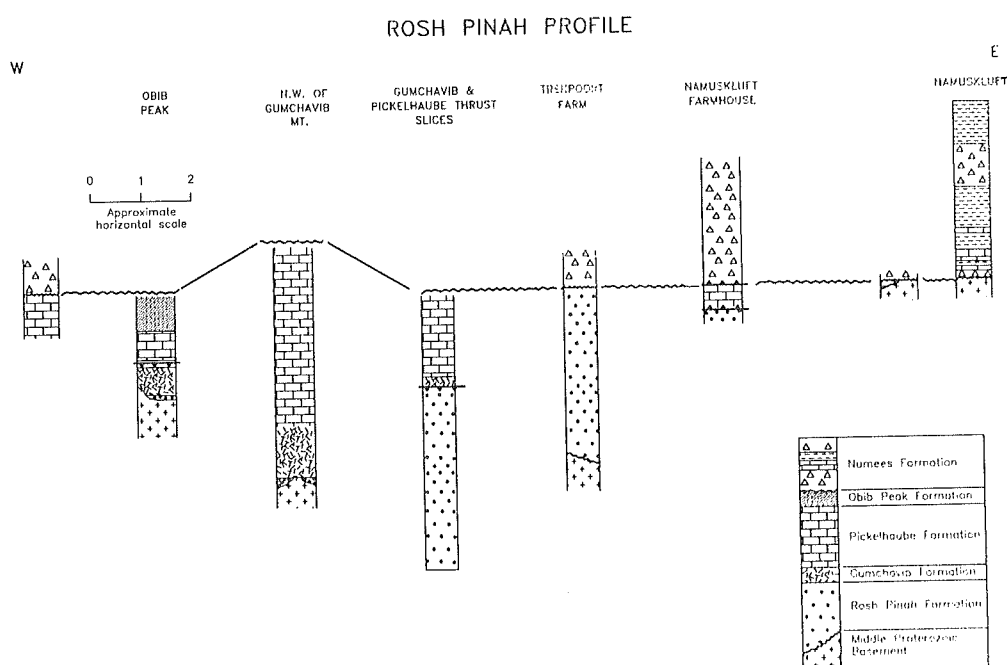 ROSH PINAH PROFILE
W
E
OBIB
PEAK
N.W. OF
GUMCHAVIB
MT.
GUMCHAVIB &
PICKELHAUBE THRUST
SLICES
FARM
NAMUSKLUFT
FARMHOUSE
NAMUSKLUFT
0 1 2
Approximate
horizontal scale
Numees Formation
Obib Peak Formation
Pickelhaube Formation
Gumchavib Formation
Rosh Pinah Formation
Middle Proterozoic
Basement